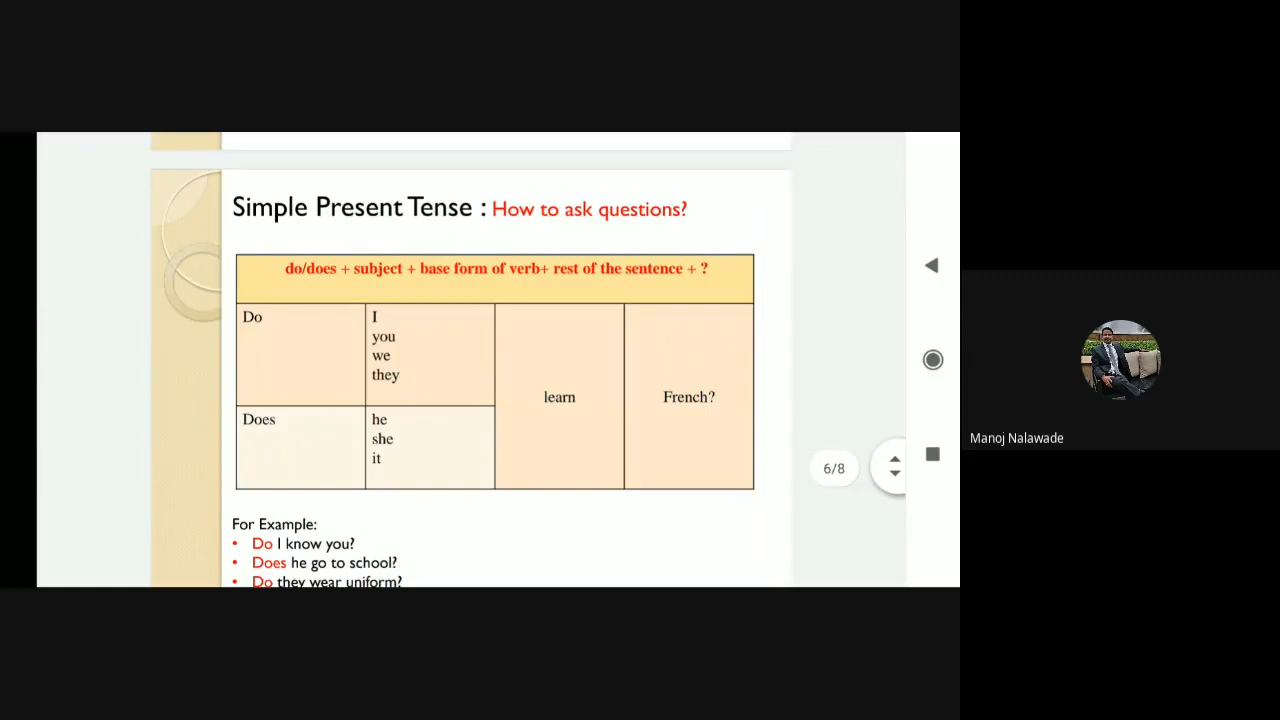 Simple Present Tense : How to ask questions?
do/does + subject + base form of verb+ rest of the sentence + ?
Do
I
you
we
they
learn
French?
Does
he
she
it
For Example:
• Do I know you?
• Does he go to school?
• Do they wear uniform?
6/8
Manoj Nalawade